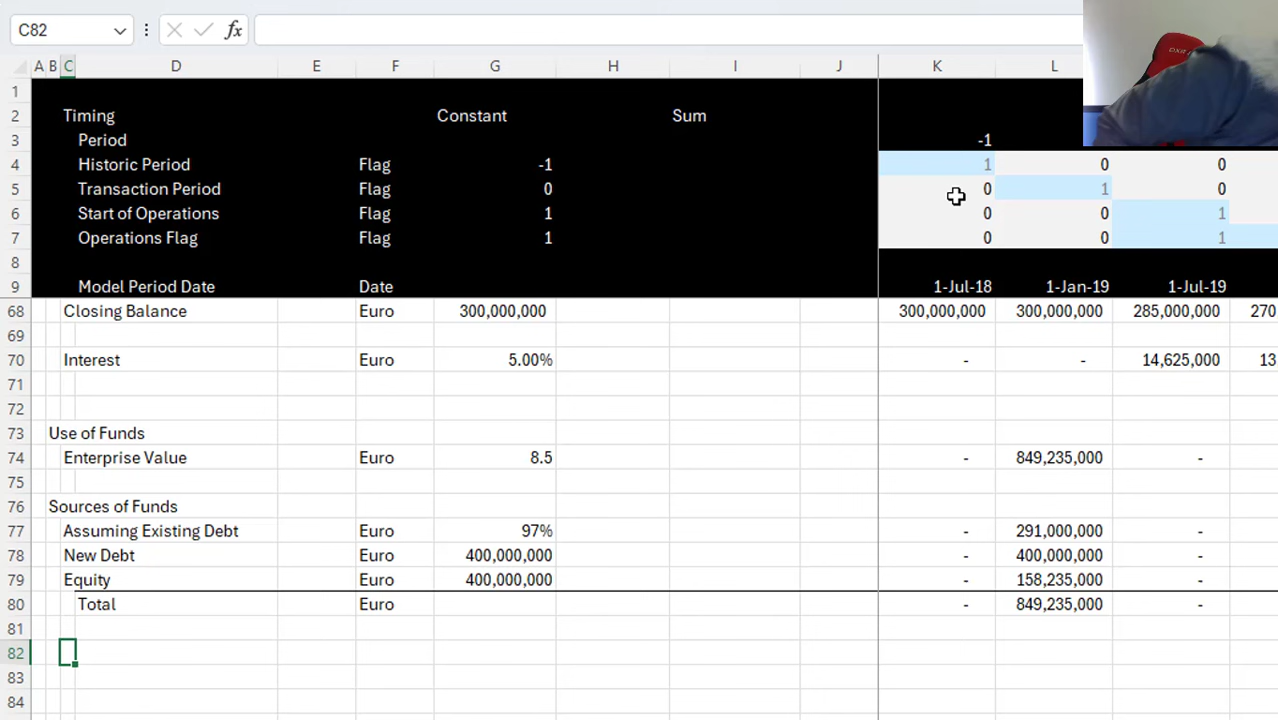 C82 fx
A B C D E F G H I J K L
1
2 Timing Constant Sum
3 Period -1
4 Historic Period Flag -1 1 0 0
5 Transaction Period Flag 0 0 1 0
6 Start of Operations Flag 1 0 0 1
7 Operations Flag Flag 1 0 0 1
8
9 Model Period Date Date 1-Jul-18 1-Jan-19 1-Jul-19
68 Closing Balance Euro 300,000,000 300,000,000 300,000,000 285,000,000 270
69
70 Interest Euro 5.00% - - 14,625,000 13
71
72
73 Use of Funds
74 Enterprise Value Euro 8.5 - 849,235,000 -
75
76 Sources of Funds
77 Assuming Existing Debt Euro 97% - 291,000,000 -
78 New Debt Euro 400,000,000 - 400,000,000 -
79 Equity Euro 400,000,000 - 158,235,000 -
80 Total Euro - 849,235,000 -
81
82
83
84